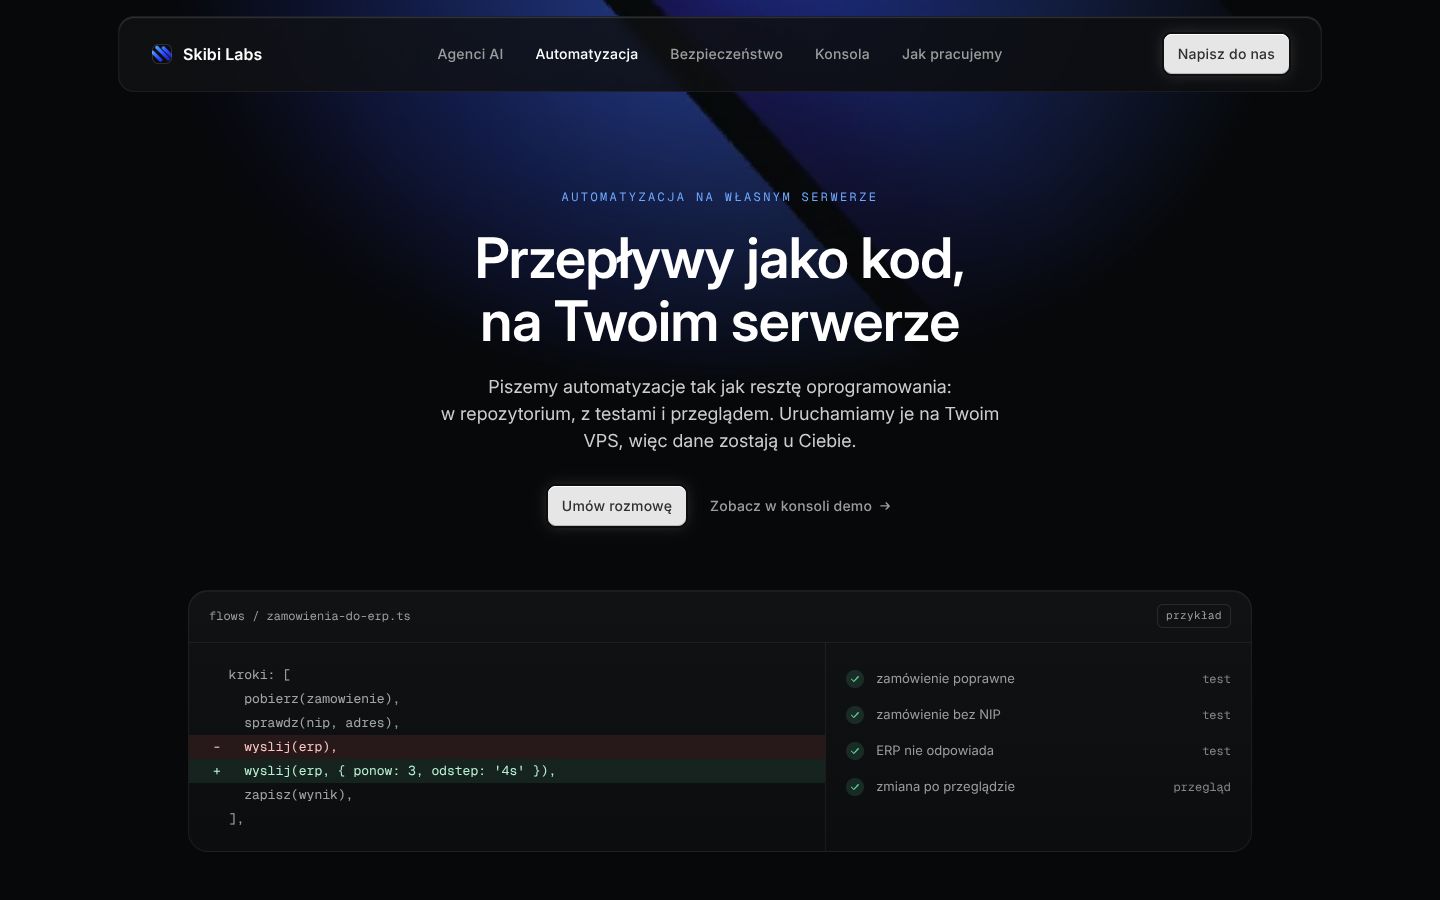 Skibi Labs
Agenci AI
Automatyzacja
Bezpieczeństwo
Konsola
Jak pracujemy
Napisz do nas
AUTOMATYZACJA NA WŁASNYM SERWERZE
Przepływy jako kod,
na Twoim serwerze
Piszemy automatyzacje tak jak resztę oprogramowania:
w repozytorium, z testami i przeglądem. Uruchamiamy je na Twoim
VPS, więc dane zostają u Ciebie.
Umów rozmowę
Zobacz w konsoli demo →
flows / zamowienia-do-erp.ts
przykład
kroki: [
pobierz(zamowienie),
sprawdz(nip, adres),
- wyslij(erp),
+ wyslij(erp, { ponow: 3, odstep: '4s' }),
zapisz(wynik),
],
zamówienie poprawne test
zamówienie bez NIP test
ERP nie odpowiada test
zmiana po przeglądzie przegląd